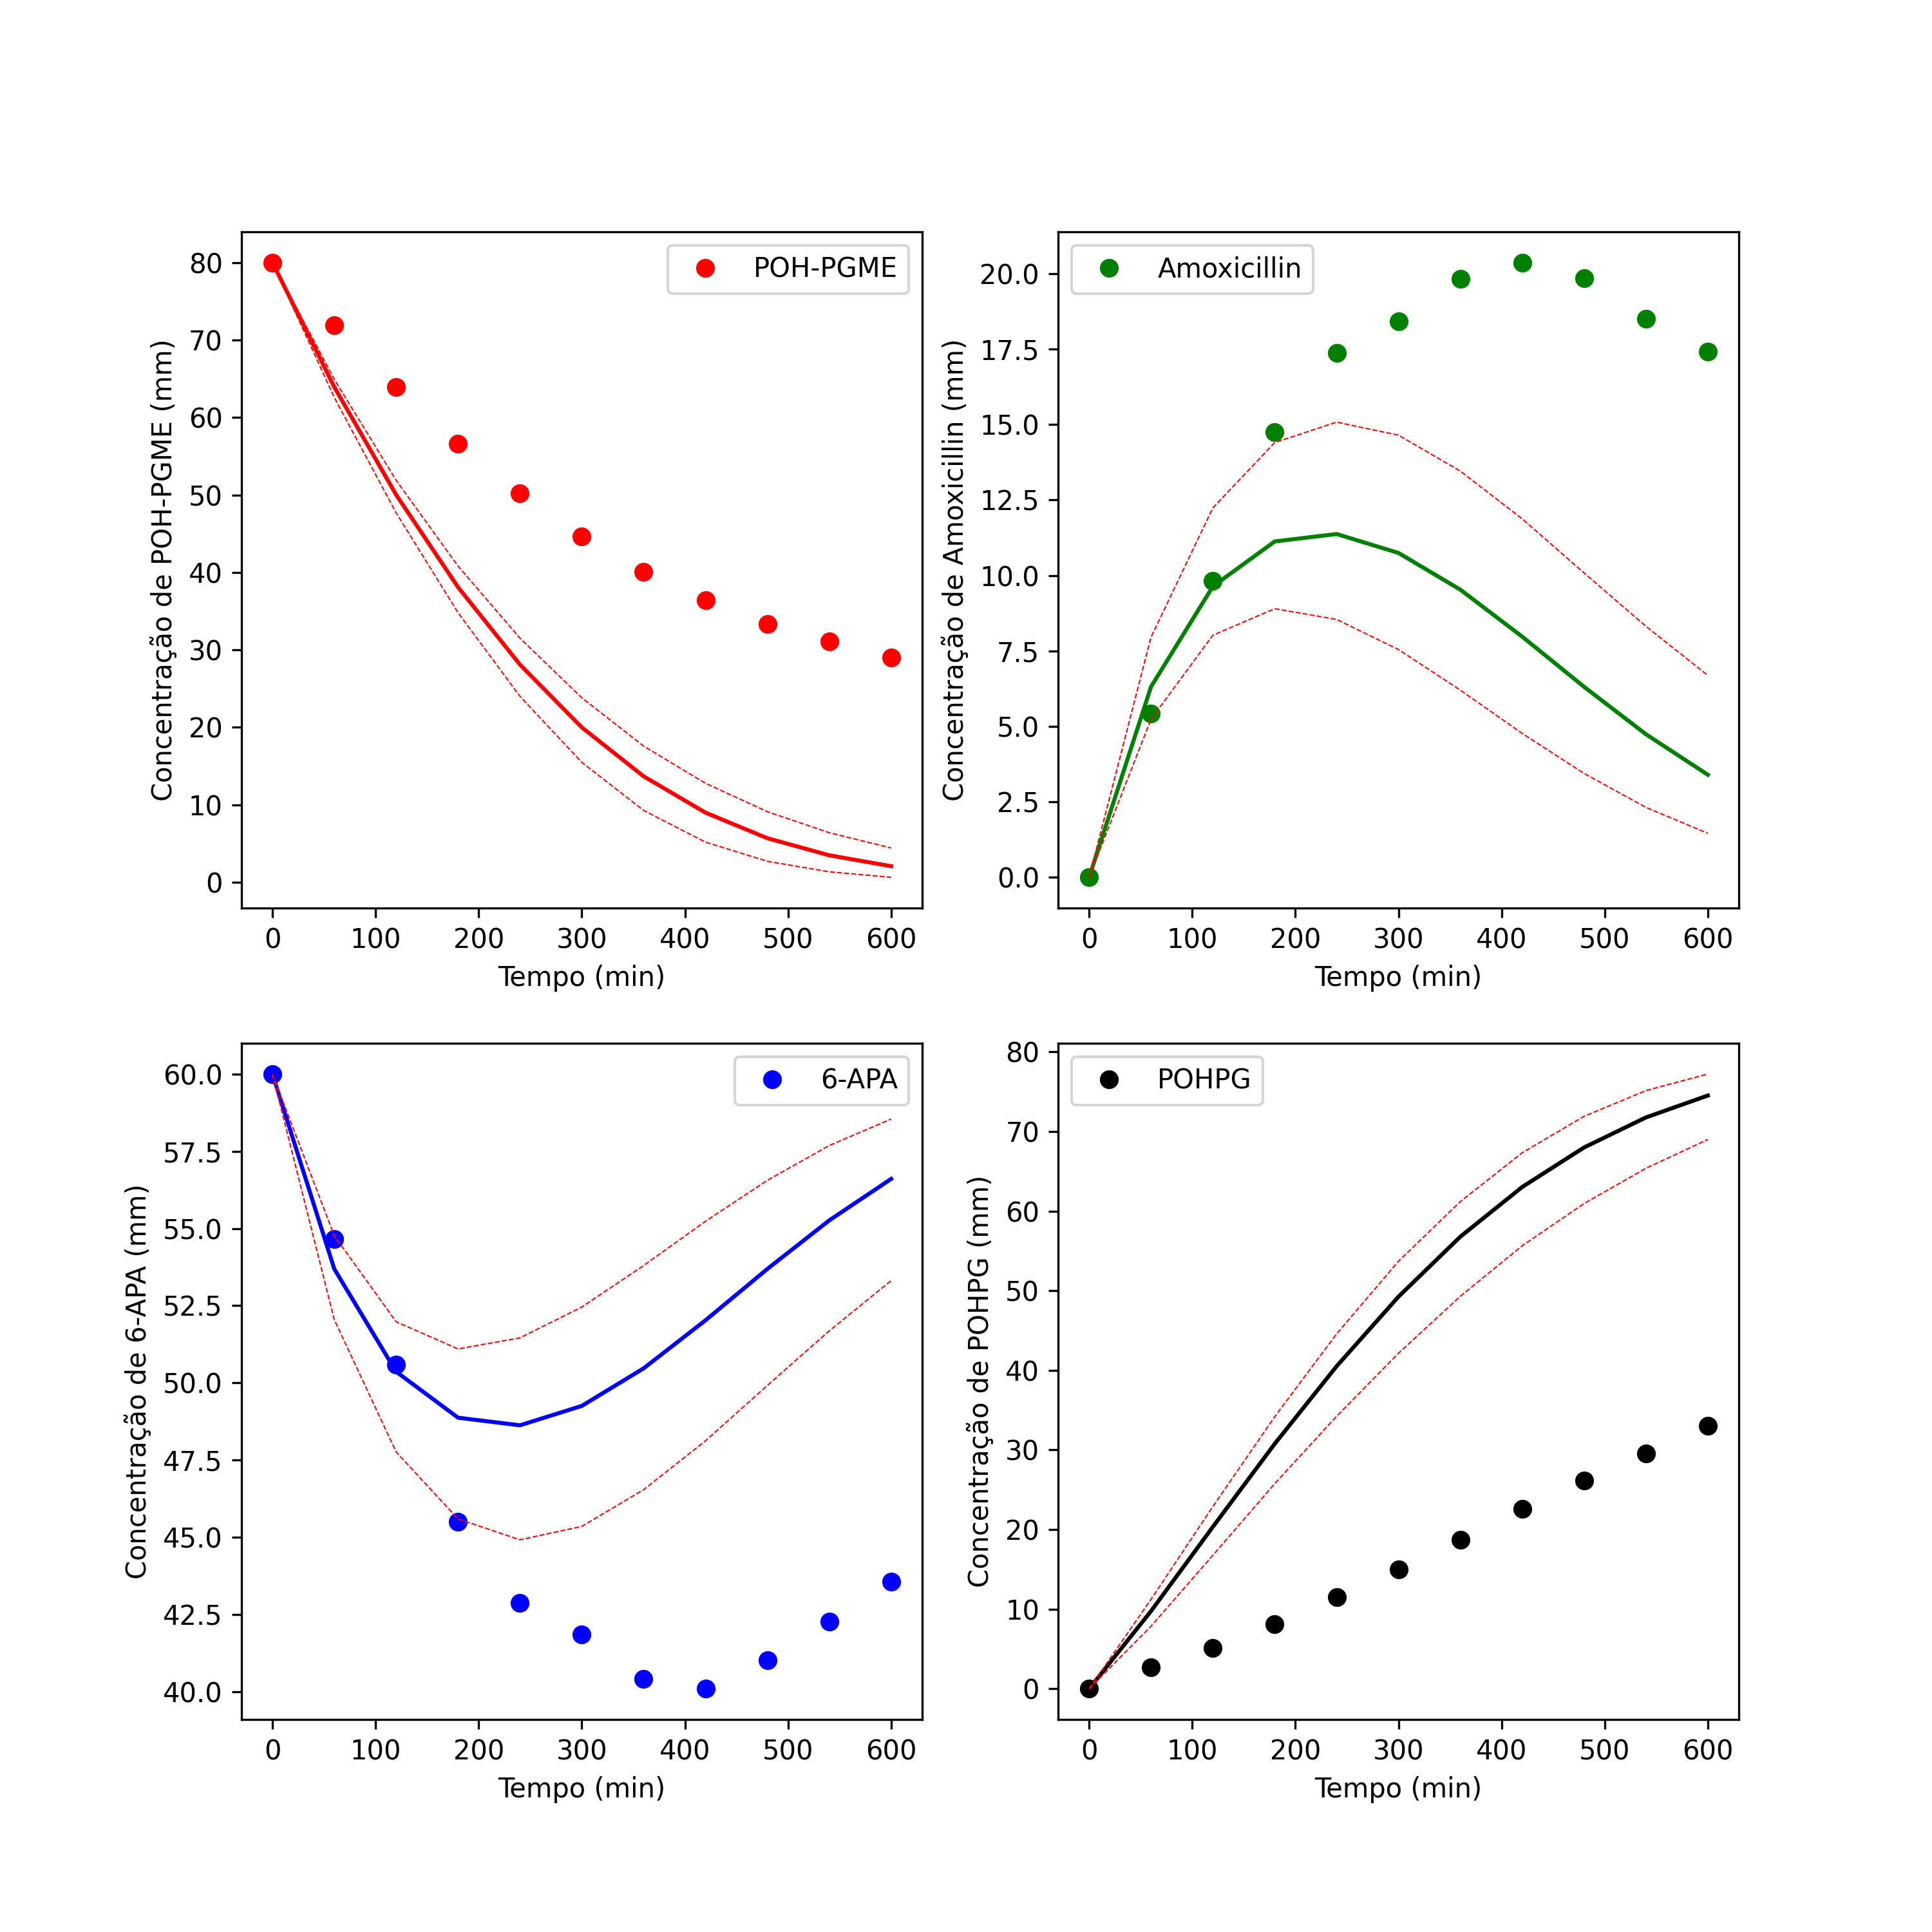 POH-PGME
80
70
60
50
40
30
20
10
0
Concentração de POH-PGME (mm)
0 100 200 300 400 500 600
Tempo (min)
Amoxicillin
20.0
17.5
15.0
12.5
10.0
7.5
5.0
2.5
0.0
Concentração de Amoxicillin (mm)
0 100 200 300 400 500 600
Tempo (min)
6-APA
60.0
57.5
55.0
52.5
50.0
47.5
45.0
42.5
40.0
Concentração de 6-APA (mm)
0 100 200 300 400 500 600
Tempo (min)
POHPG
80
70
60
50
40
30
20
10
0
Concentração de POHPG (mm)
0 100 200 300 400 500 600
Tempo (min)